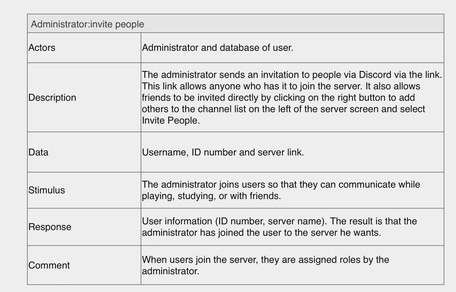 Administrator:invite people
Actors
Administrator and database of user.
Description
The administrator sends an invitation to people via Discord via the link.
This link allows anyone who has it to join the server. It also allows
friends to be invited directly by clicking on the right button to add
others to the channel list on the left of the server screen and select
Invite People.
Data
Username, ID number and server link.
Stimulus
The administrator joins users so that they can communicate while
playing, studying, or with friends.
Response
User information (ID number, server name). The result is that the
administrator has joined the user to the server he wants.
Comment
When users join the server, they are assigned roles by the
administrator.